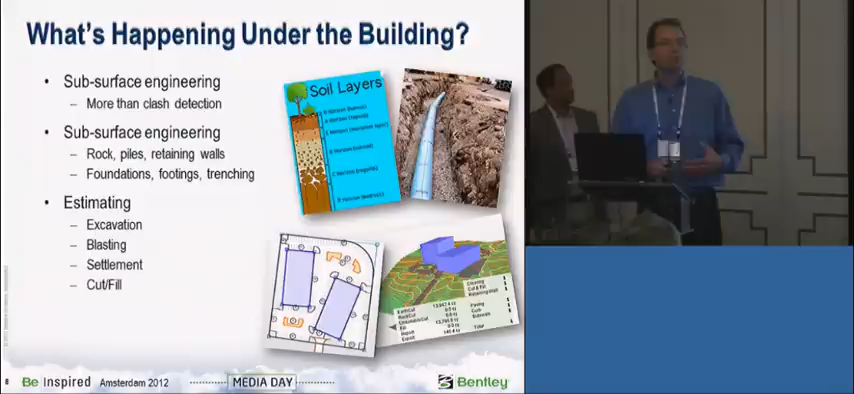 What's Happening Under the Building?
• Sub-surface engineering
– More than clash detection
• Sub-surface engineering
– Rock, piles, retaining walls
– Foundations, footings, trenching
• Estimating
– Excavation
– Blasting
– Settlement
– Cut/Fill
Soil Layers
8 Be Inspired Amsterdam 2012 MEDIA DAY Bentley